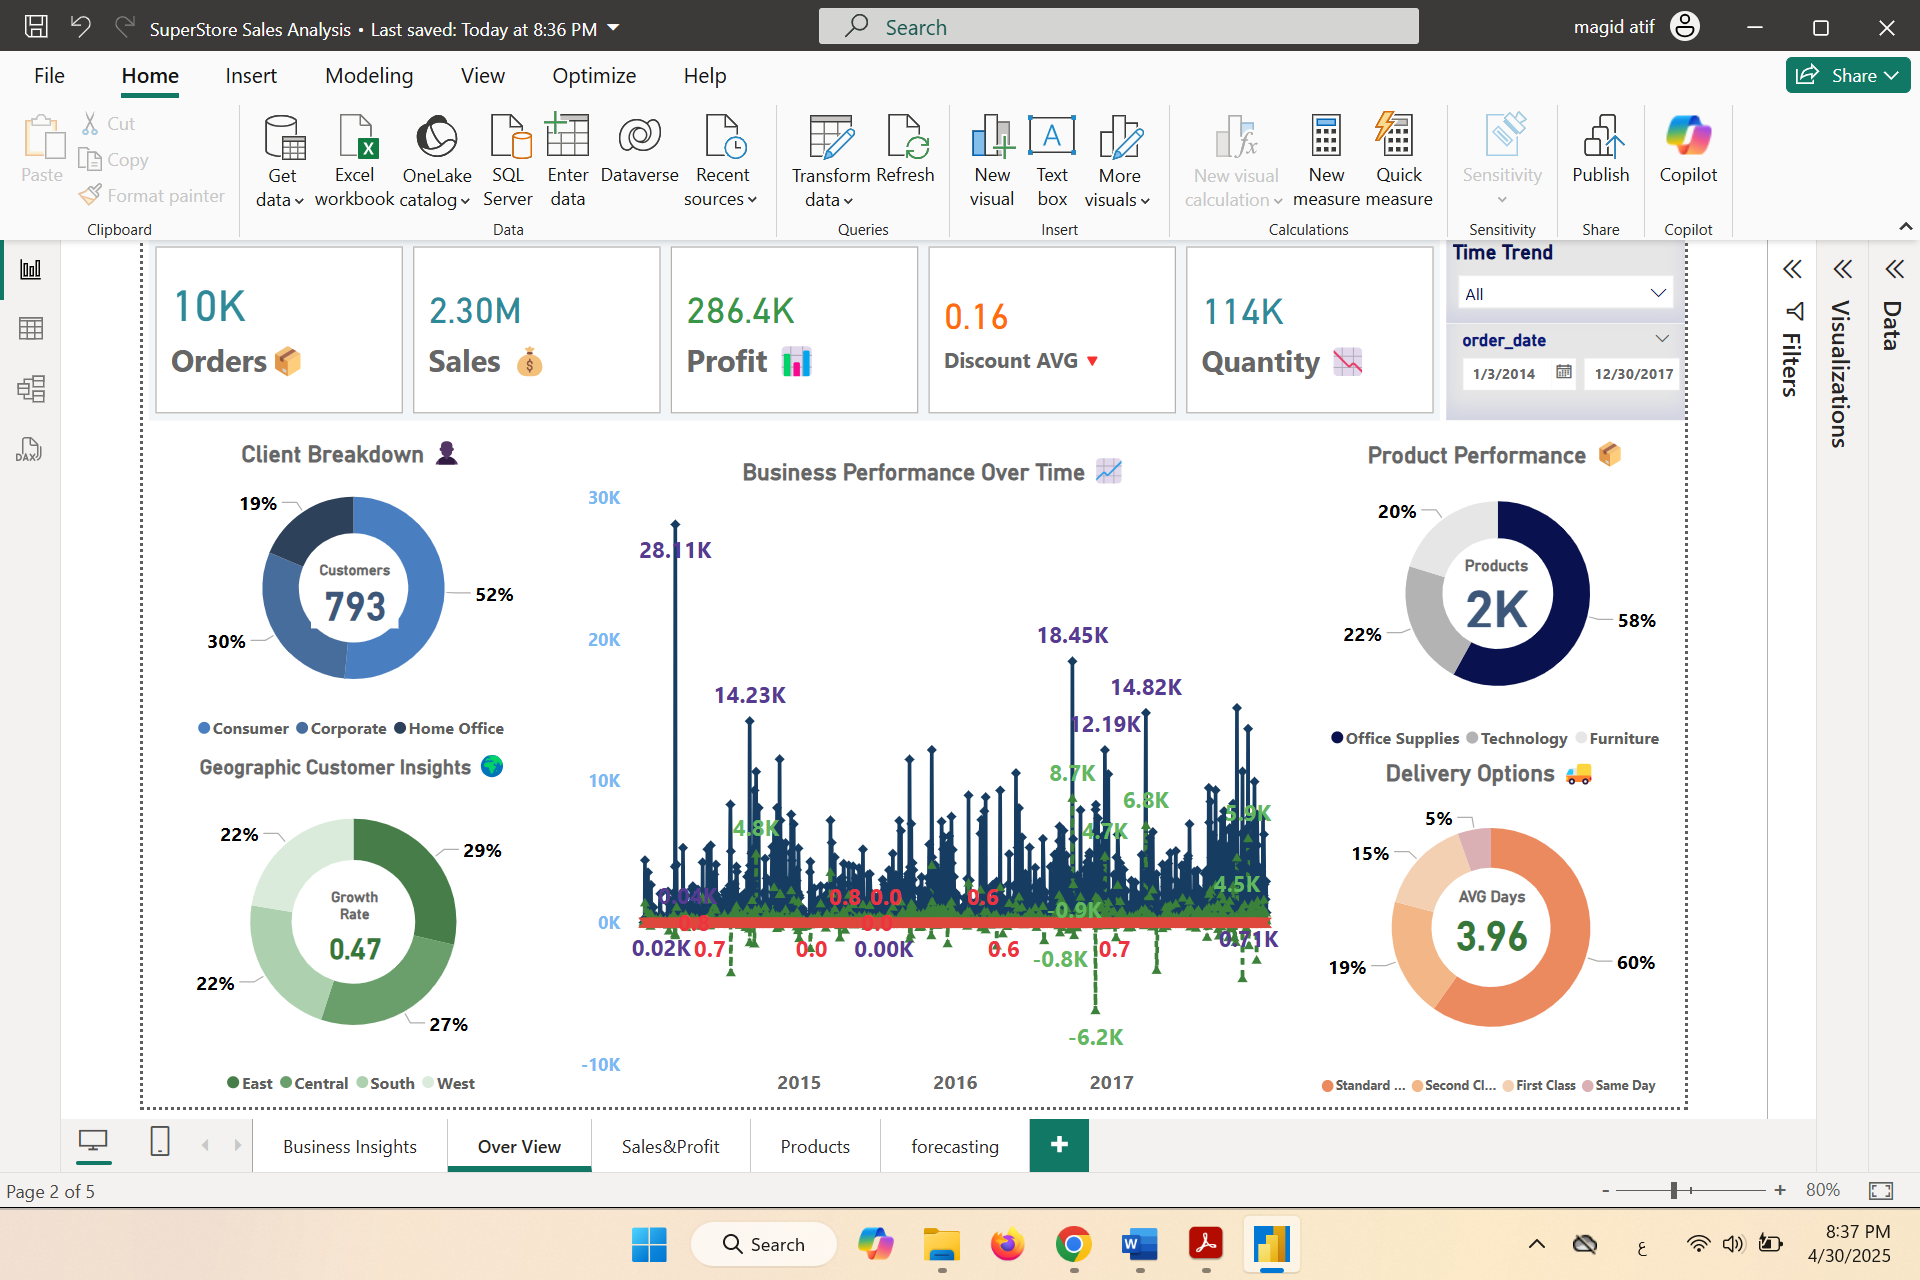 SuperStore Sales Analysis • Last saved: Today at 8:36 PM
Search
magid atif
File Home Insert Modeling View Optimize Help
Share
Paste
Cut
Copy
Format painter
Clipboard
Get data
Excel workbook
OneLake catalog
SQL Server
Enter data
Dataverse
Recent sources
Data
Transform data
Refresh
Queries
New visual
Text box
More visuals
Insert
New visual calculation
New measure
Quick measure
Calculations
Sensitivity
Sensitivity
Publish
Share
Copilot
Copilot
10K
Orders
2.30M
Sales
286.4K
Profit
0.16
Discount AVG
114K
Quantity
Time Trend
All
order_date
1/3/2014
12/30/2017
Filters
Visualizations
Data
DAX
Client Breakdown
19%
52%
30%
Customers
793
Consumer Corporate Home Office
Geographic Customer Insights
22%
29%
22%
27%
Growth Rate
0.47
East Central South West
Business Performance Over Time
30K
20K
10K
0K
-10K
28.11K
14.23K
18.45K
14.82K
12.19K
8.7K
6.8K
4.8K
4.7K
5.9K
4.5K
0.04K
0.8 0.0
0.6
-0.9K
0.8
0.0
0.02K 0.7
0.0
0.00K
0.6
-0.8K
0.7
0.71K
-6.2K
2015 2016 2017
Product Performance
20%
22%
58%
Products
2K
Office Supplies Technology Furniture
Delivery Options
5%
15%
19%
60%
AVG Days
3.96
Standard ... Second Cl... First Class Same Day
Business Insights
Over View
Sales&Profit
Products
forecasting
+
Page 2 of 5
- + 80%
Search
W
ع
8:37 PM
4/30/2025